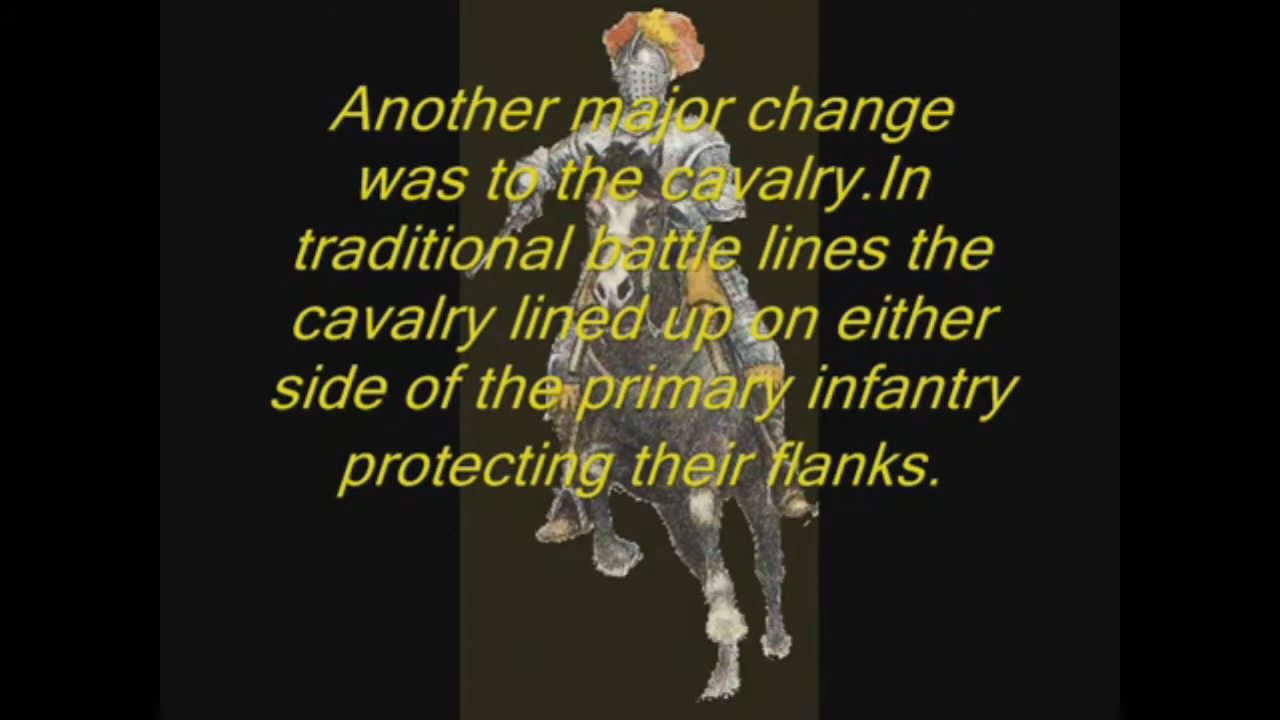 Another major change
was to the cavalry.In
traditional battle lines the
cavalry lined up on either
side of the primary infantry
protecting their flanks.